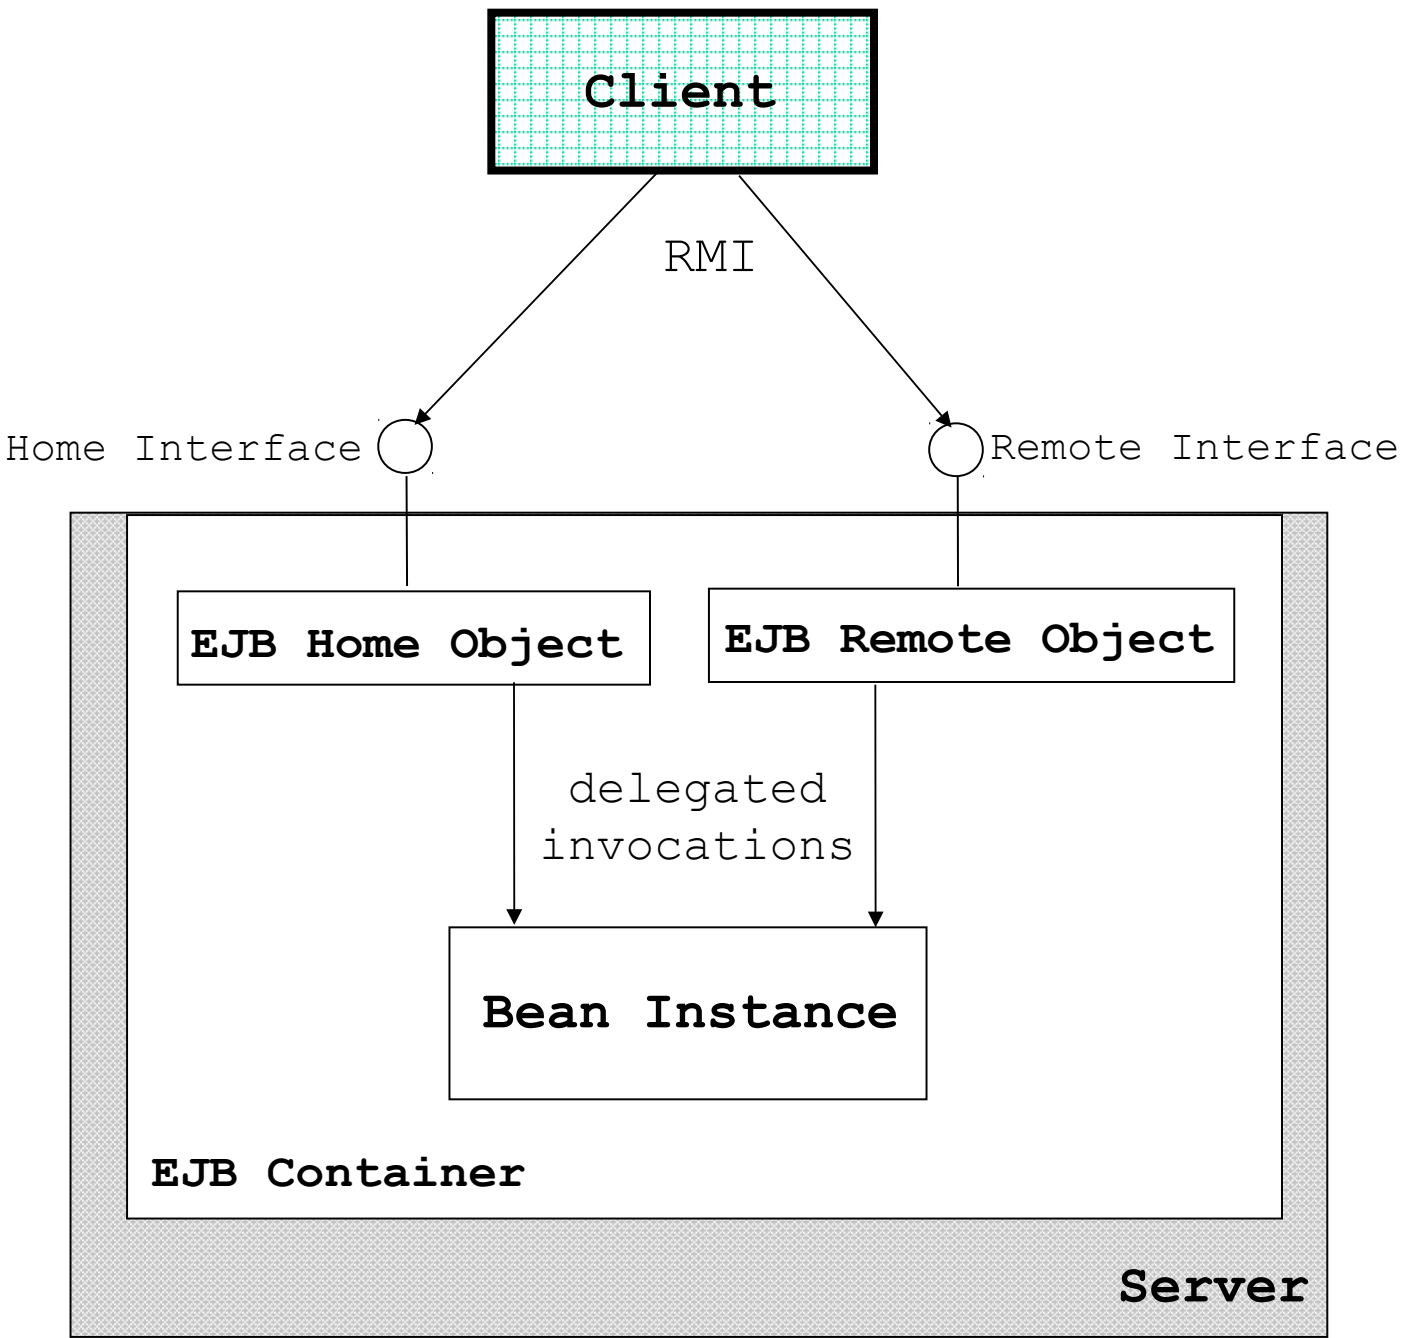 Client
RMI
Home Interface
Remote Interface
EJB Home Object
EJB Remote Object
delegated
invocations
Bean Instance
EJB Container
Server